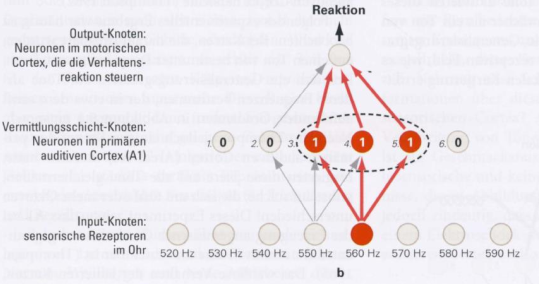 Reaktion
Output-Knoten:
Neuronen im motorischen
Cortex, die die Verhaltens-
reaktion steuern
Vermittlungsschicht-Knoten:
Neuronen im primären
auditiven Cortex (A1)
1. 0 2. 0 3. 1 4. 1 5. 1 6. 0
Input-Knoten:
sensorische Rezeptoren
im Ohr
520 Hz 530 Hz 540 Hz 550 Hz 560 Hz 570 Hz 580 Hz 590 Hz
b